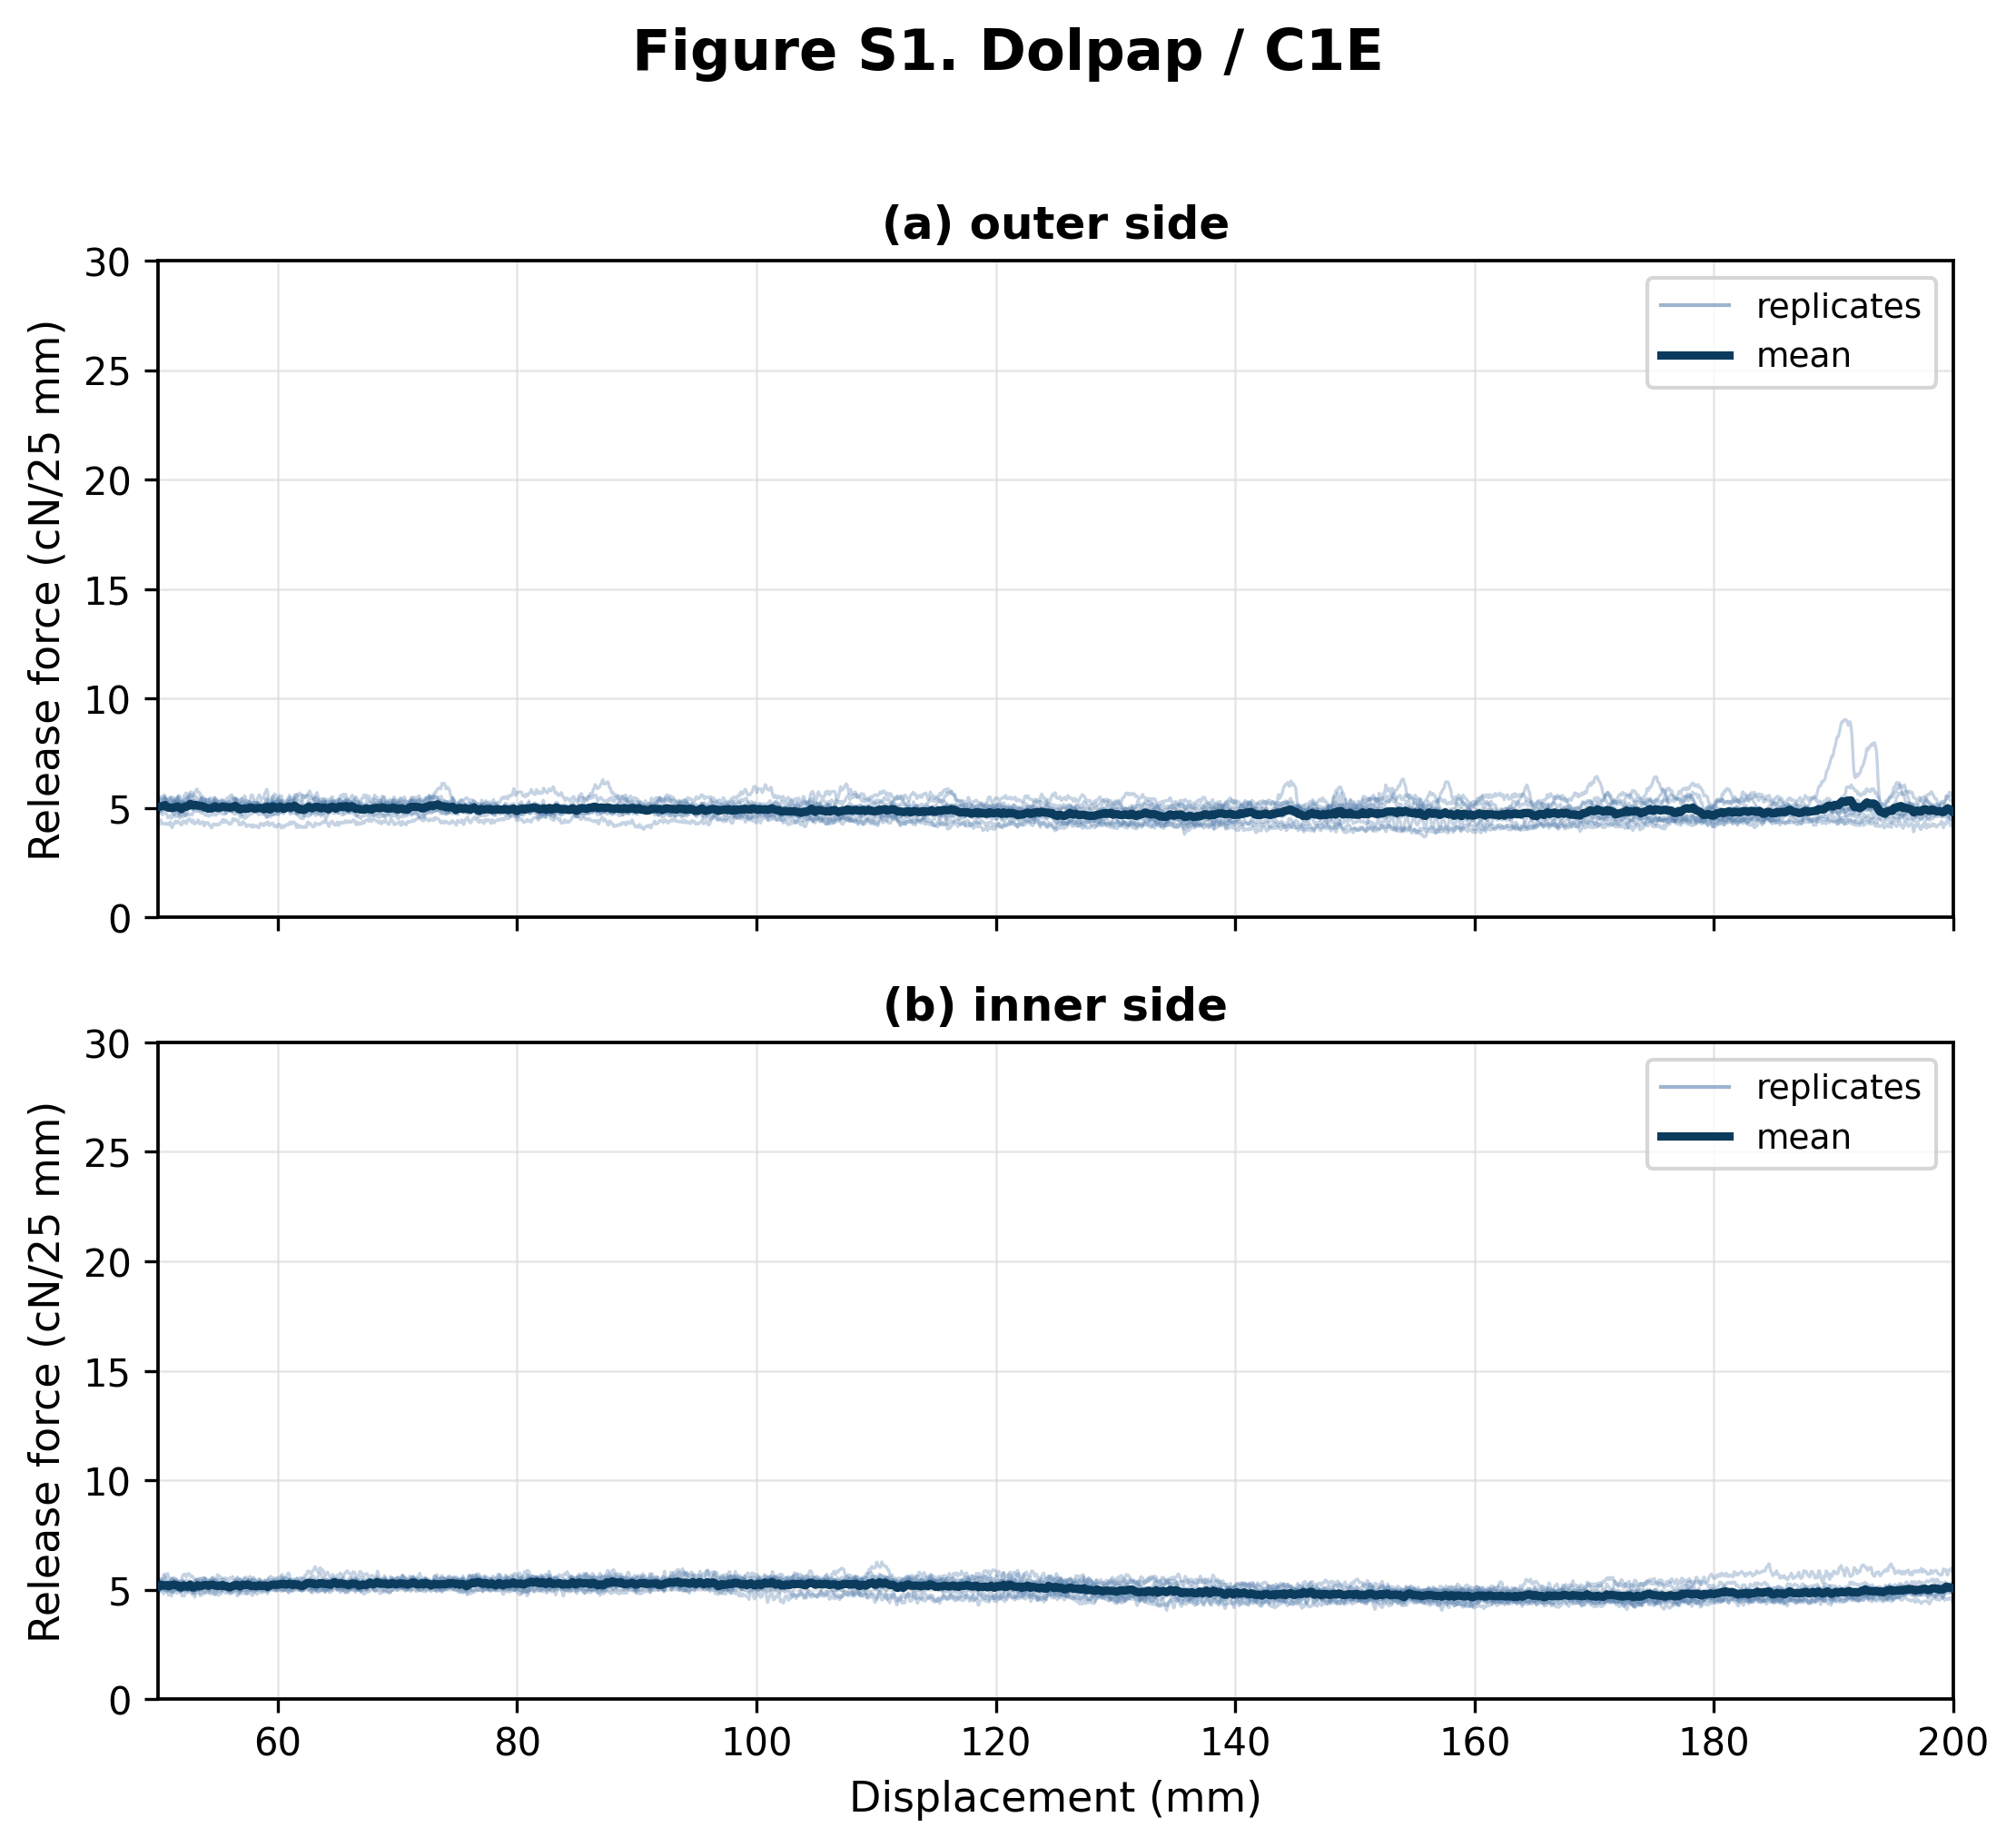 Figure S1. Dolpap / C1E
(a) outer side
30
25
20
15
10
5
0
Release force (cN/25 mm)
replicates
mean
(b) inner side
30
25
20
15
10
5
0
Release force (cN/25 mm)
replicates
mean
60 80 100 120 140 160 180 200
Displacement (mm)